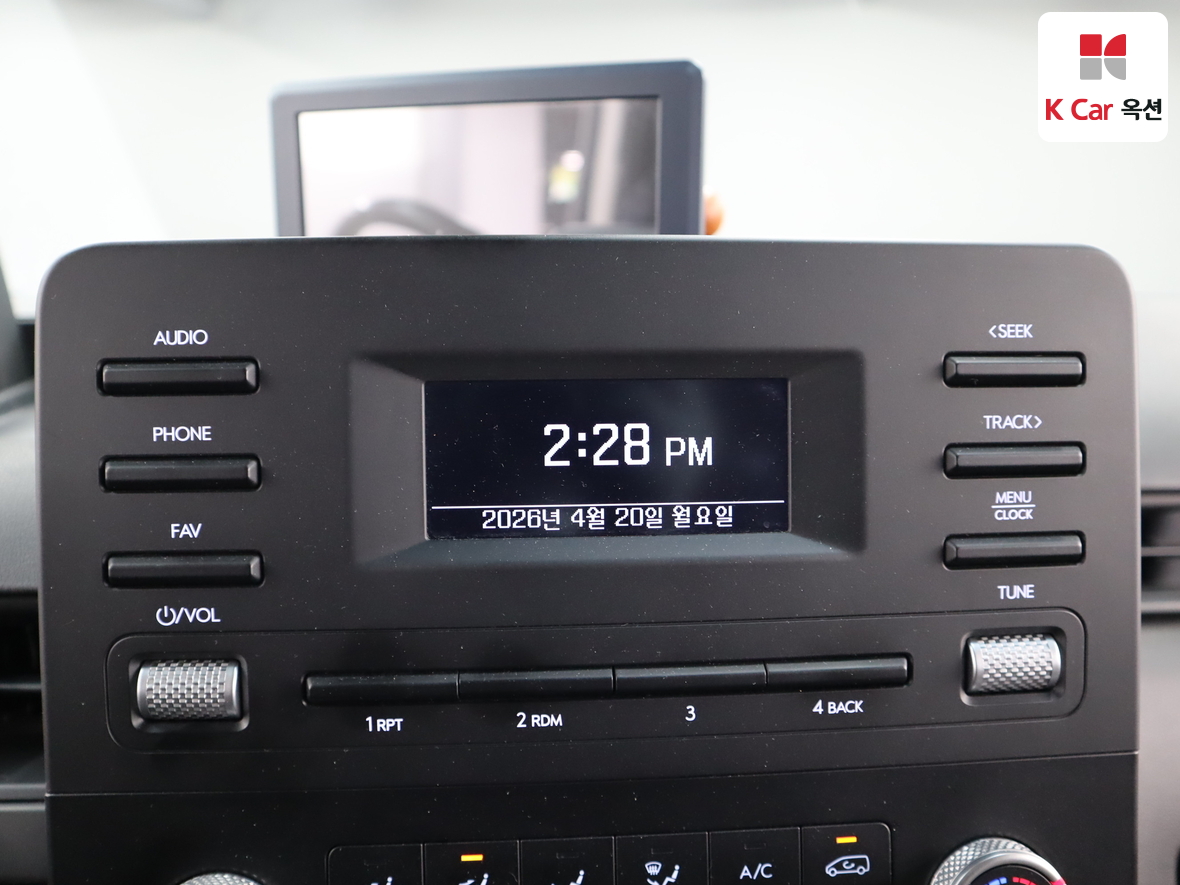 K Car 옥션
AUDIO
PHONE
FAV
/VOL
2:28 PM
2026년 4월 20일 월요일
<SEEK
TRACK>
MENU
CLOCK
TUNE
1 RPT
2 RDM
3
4 BACK
A/C